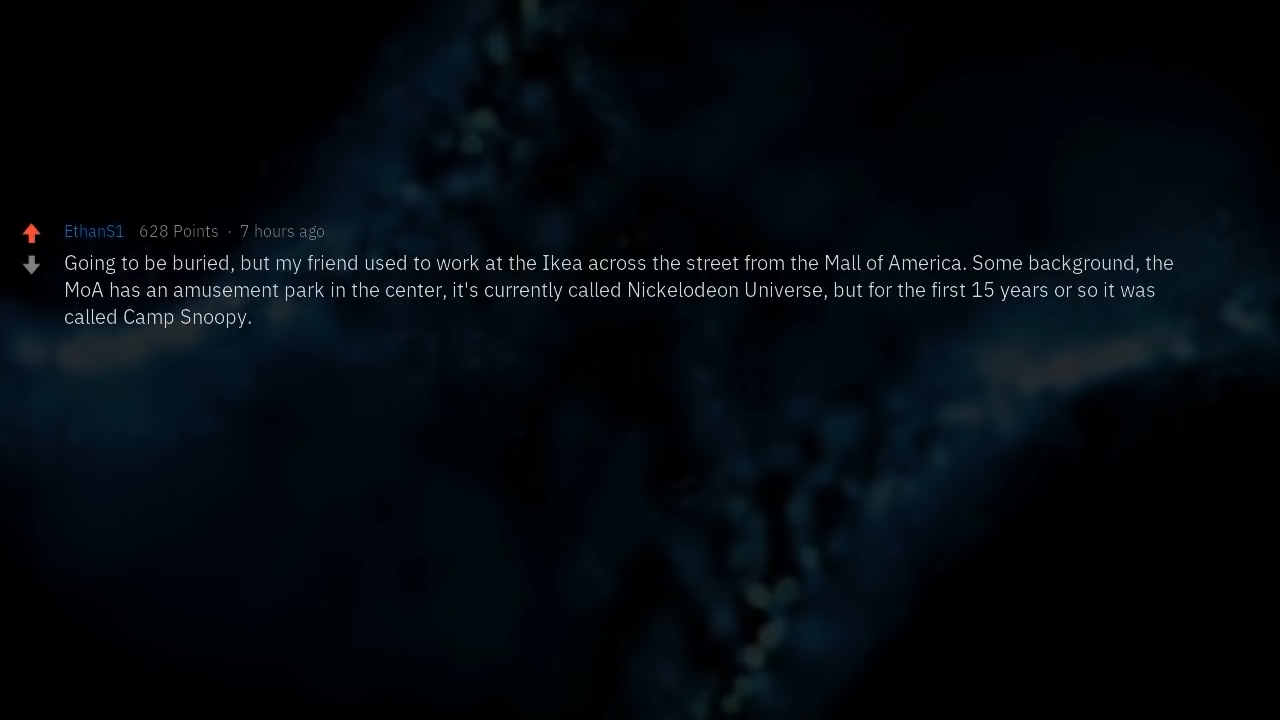 EthanS1 628 Points · 7 hours ago
Going to be buried, but my friend used to work at the Ikea across the street from the Mall of America. Some background, the
MoA has an amusement park in the center, it's currently called Nickelodeon Universe, but for the first 15 years or so it was
called Camp Snoopy.